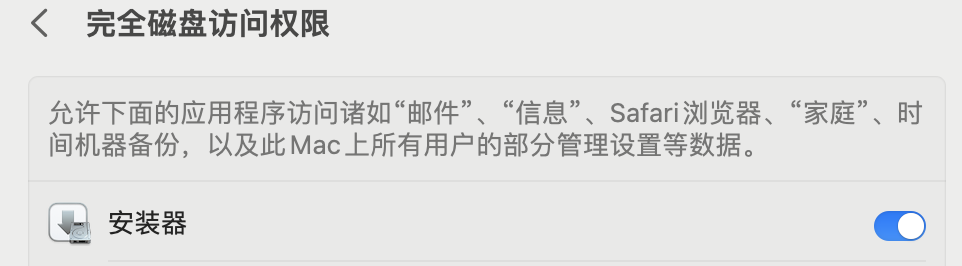 完全磁盘访问权限
允许下面的应用程序访问诸如“邮件”、“信息”、Safari浏览器、“家庭”、时
间机器备份，以及此Mac上所有用户的部分管理设置等数据。
安装器